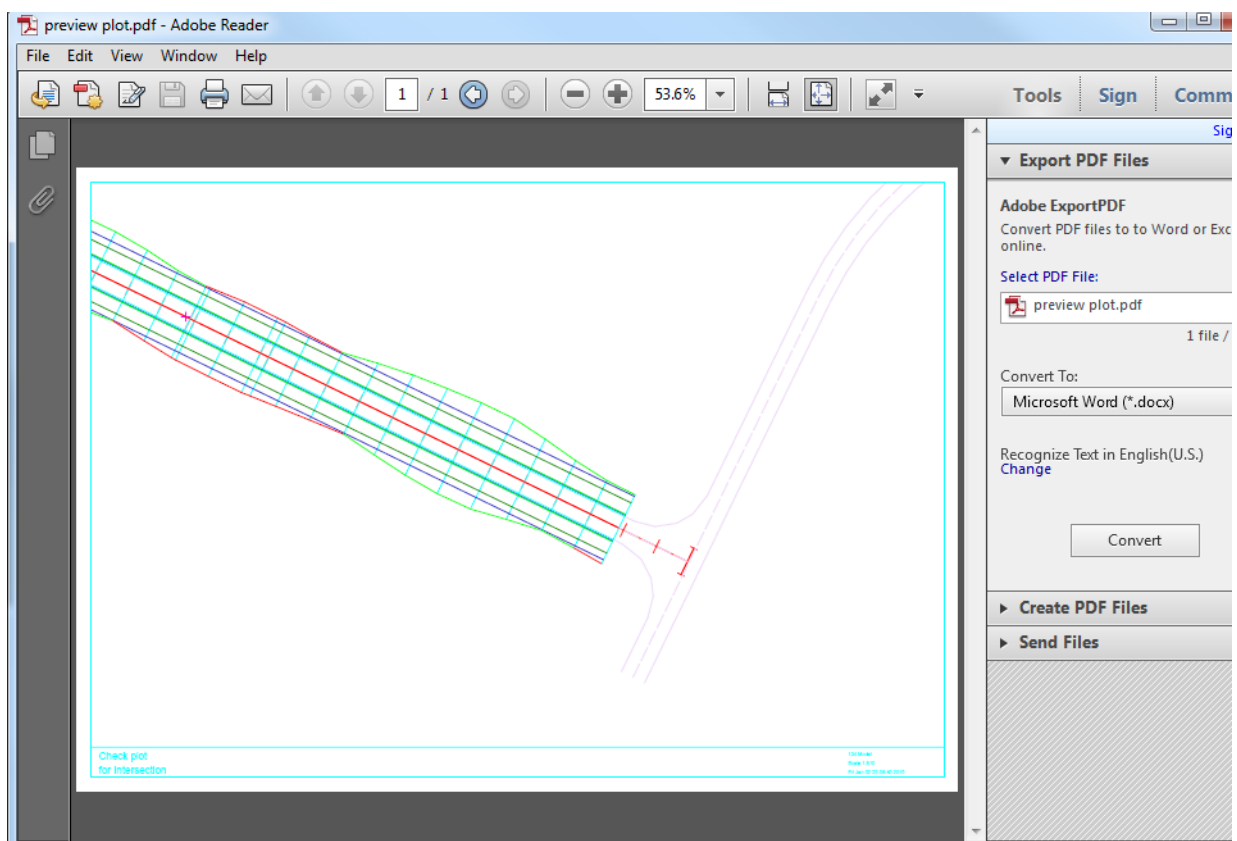 preview plot.pdf - Adobe Reader
File Edit View Window Help
1 / 1 53.6% Tools Sign Comm
Sig
Export PDF Files
Adobe ExportPDF
Convert PDF files to to Word or Exc
online.
Select PDF File:
preview plot.pdf
1 file /
Convert To:
Microsoft Word (*.docx)
Recognize Text in English(U.S.)
Change
Convert
Create PDF Files
Send Files
Check plot
for Intersection